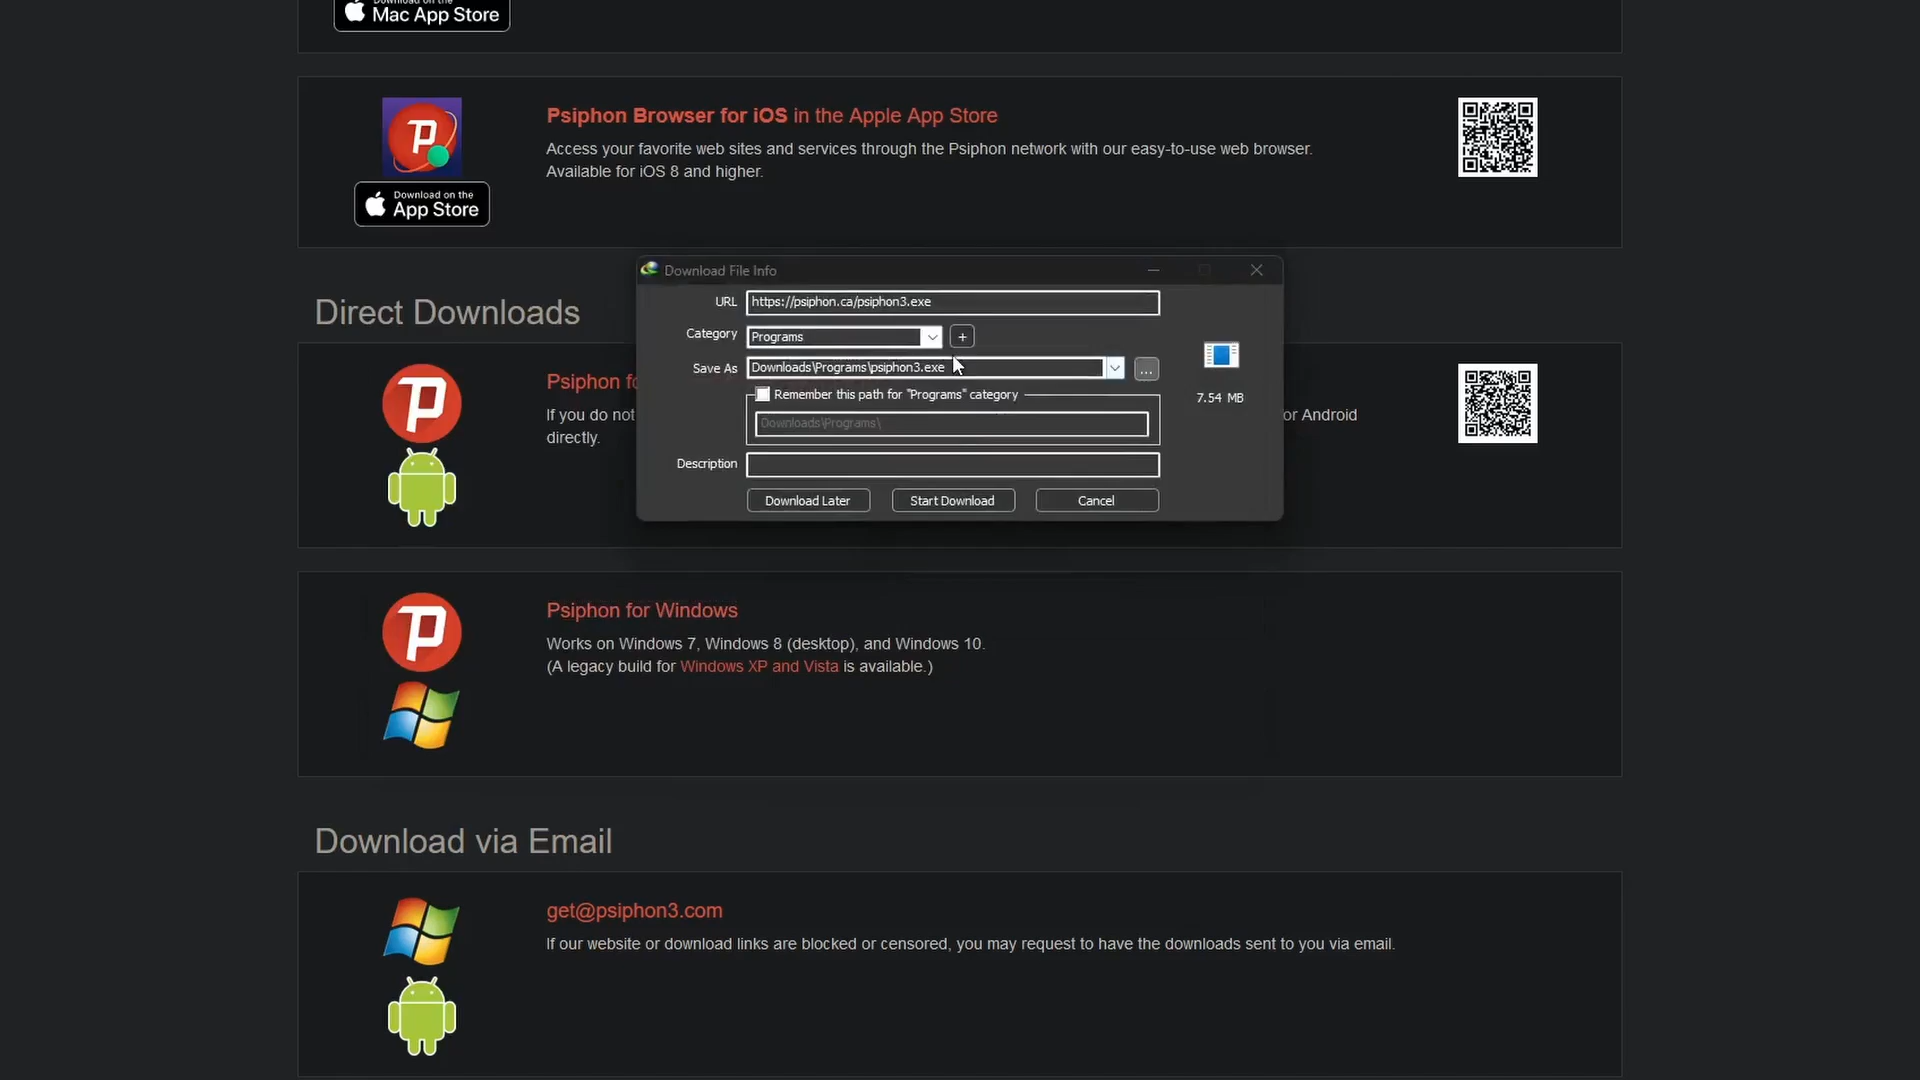 Download on the
Mac App Store
Psiphon Browser for iOS in the Apple App Store
Access your favorite web sites and services through the Psiphon network with our easy-to-use web browser.
Available for iOS 8 and higher.
Download on the
App Store
Direct Downloads
Download File Info
URL
https://psiphon.ca/psiphon3.exe
Category
Programs
+
Save As
Downloads\Programs\psiphon3.exe
...
7.54 MB
Remember this path for "Programs" category
Downloads\Programs\
Description
Download Later
Start Download
Cancel
Psiphon fo
If you do not
or Android
directly.
Psiphon for Windows
Works on Windows 7, Windows 8 (desktop), and Windows 10.
(A legacy build for Windows XP and Vista is available.)
Download via Email
get@psiphon3.com
If our website or download links are blocked or censored, you may request to have the downloads sent to you via email.